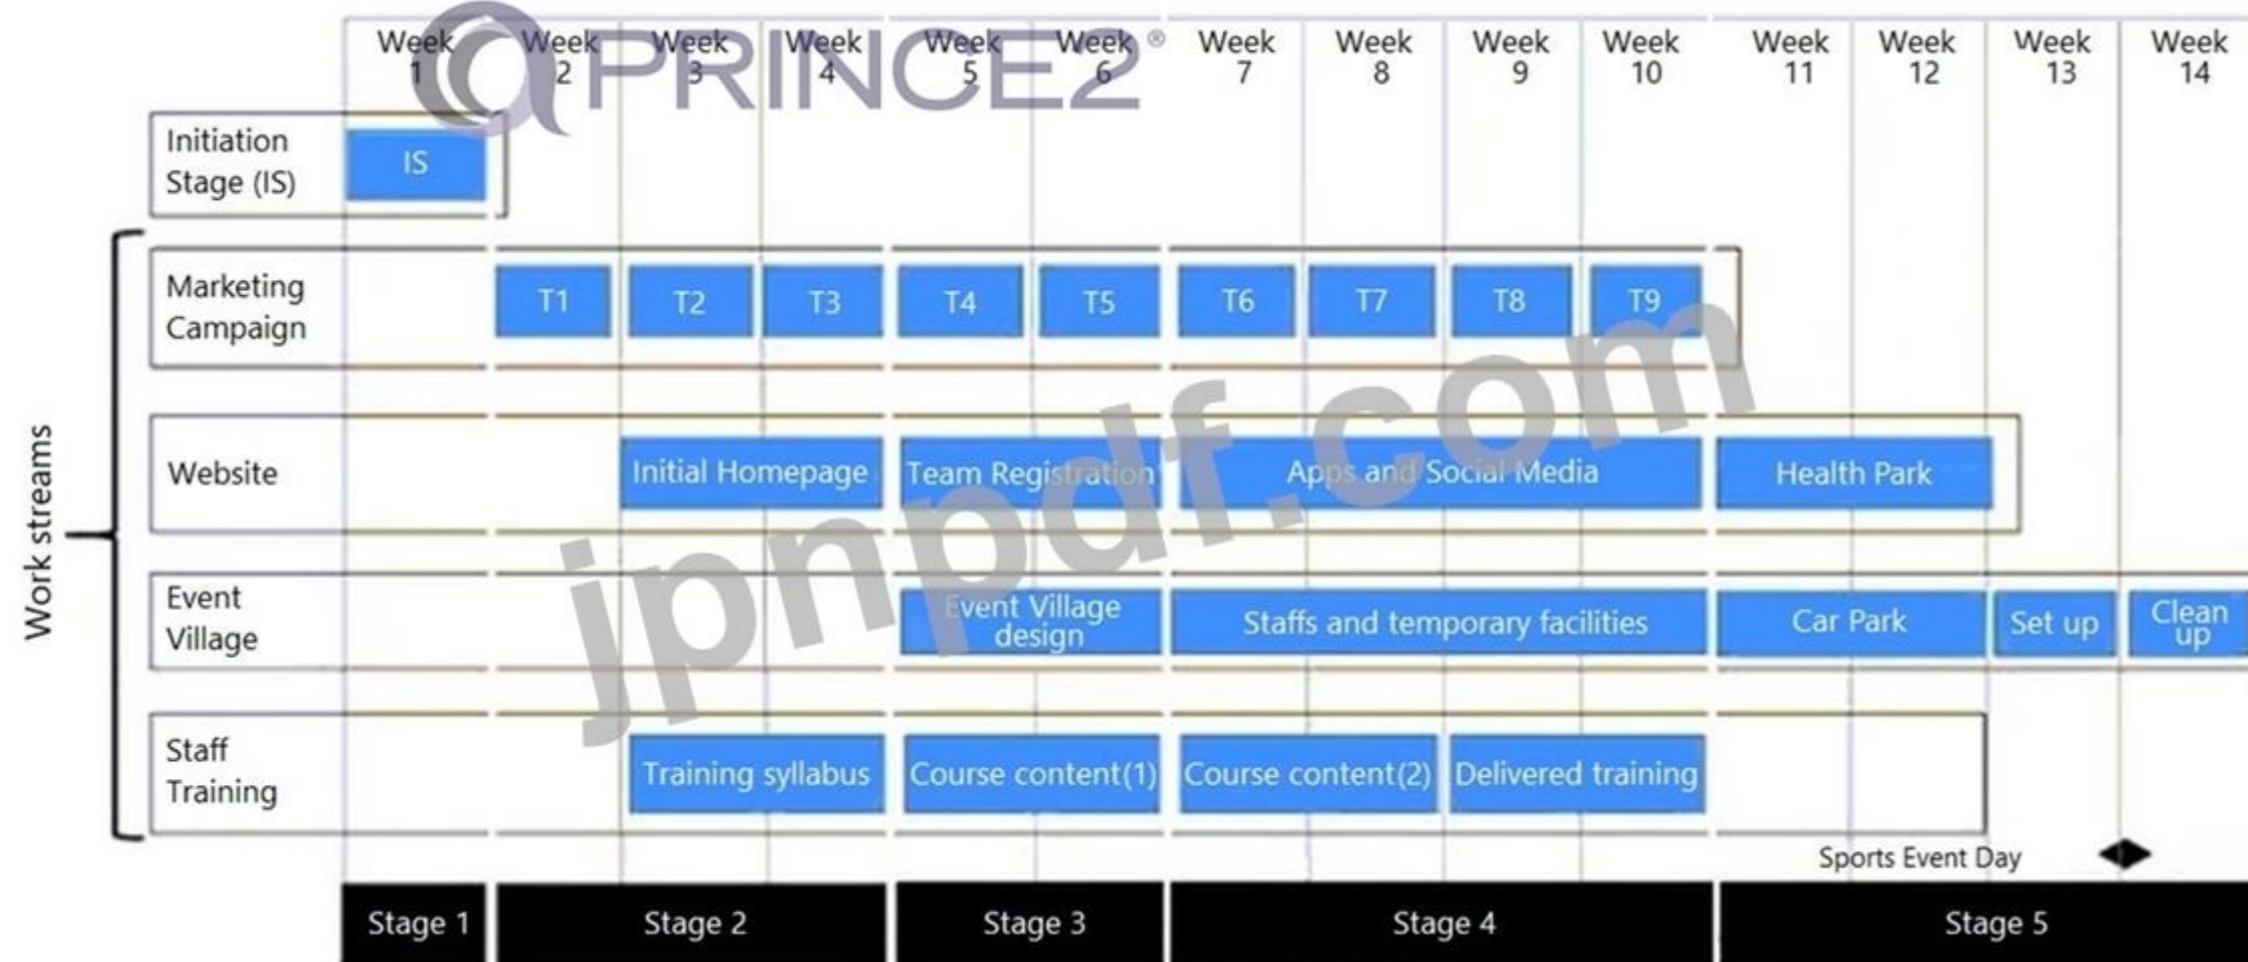 Week Week Week Week Week Week Week Week Week Week Week Week Week Week
1 2 3 4 5 6 7 8 9 10 11 12 13 14
PRINCE2®
Initiation
Stage (IS)
IS
Marketing
Campaign
T1 T2 T3 T4 T5 T6 T7 T8 T9
Work streams
Website
Initial Homepage Team Registration Apps and Social Media Health Park
Event
Village
Event Village
design
Staffs and temporary facilities Car Park Set up
Clean
up
Staff
Training
Training syllabus Course content(1) Course content(2) Delivered training
Sports Event Day
Stage 1 Stage 2 Stage 3 Stage 4 Stage 5
jpnpdf.com